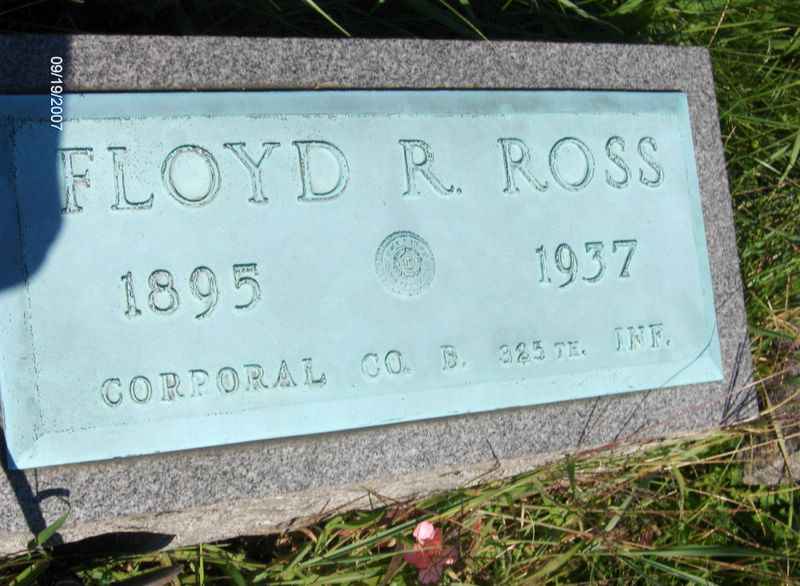 09/19/2007
FLOYD R. ROSS
1895 1937
CORPORAL CO. B. 325TH. INF.